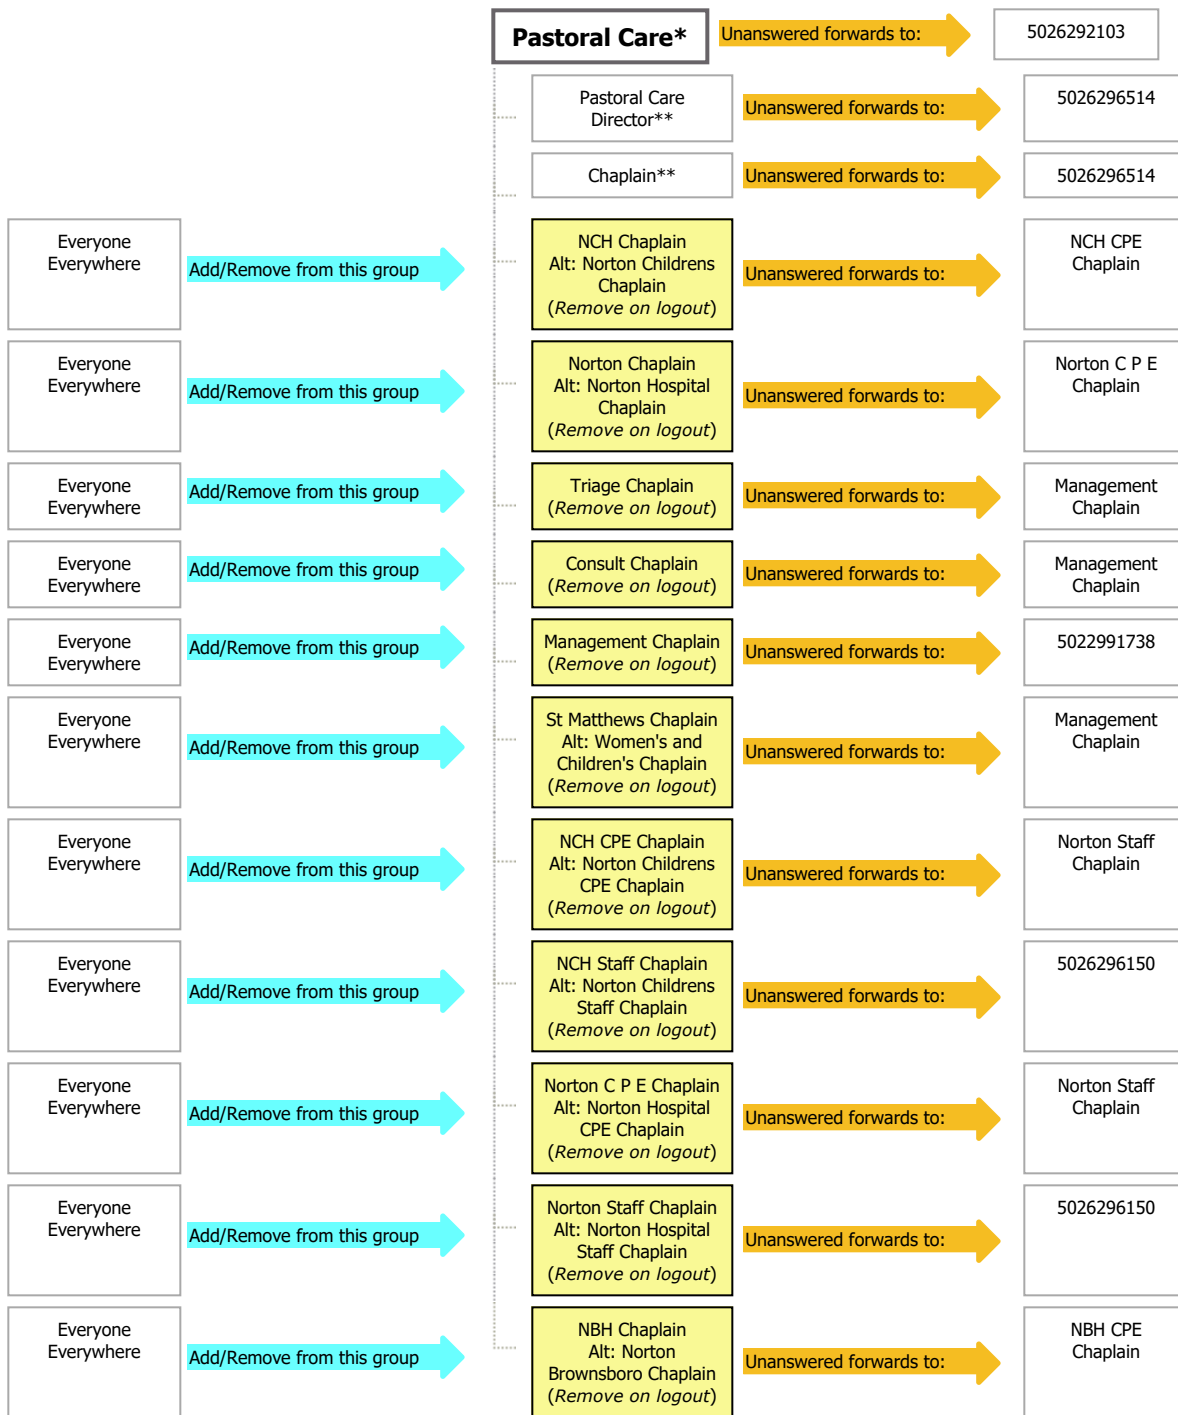 Pastoral Care*
Unanswered forwards to:
5026292103
Pastoral Care
Director**
Unanswered forwards to:
5026296514
Chaplain**
Unanswered forwards to:
5026296514
Everyone
Everywhere
Add/Remove from this group
NCH Chaplain
Alt: Norton Childrens
Chaplain
(Remove on logout)
Unanswered forwards to:
NCH CPE
Chaplain
Everyone
Everywhere
Add/Remove from this group
Norton Chaplain
Alt: Norton Hospital
Chaplain
(Remove on logout)
Unanswered forwards to:
Norton C P E
Chaplain
Everyone
Everywhere
Add/Remove from this group
Triage Chaplain
(Remove on logout)
Unanswered forwards to:
Management
Chaplain
Everyone
Everywhere
Add/Remove from this group
Consult Chaplain
(Remove on logout)
Unanswered forwards to:
Management
Chaplain
Everyone
Everywhere
Add/Remove from this group
Management Chaplain
(Remove on logout)
Unanswered forwards to:
5022991738
Everyone
Everywhere
Add/Remove from this group
St Matthews Chaplain
Alt: Women's and
Children's Chaplain
(Remove on logout)
Unanswered forwards to:
Management
Chaplain
Everyone
Everywhere
Add/Remove from this group
NCH CPE Chaplain
Alt: Norton Childrens
CPE Chaplain
(Remove on logout)
Unanswered forwards to:
Norton Staff
Chaplain
Everyone
Everywhere
Add/Remove from this group
NCH Staff Chaplain
Alt: Norton Childrens
Staff Chaplain
(Remove on logout)
Unanswered forwards to:
5026296150
Everyone
Everywhere
Add/Remove from this group
Norton C P E Chaplain
Alt: Norton Hospital
CPE Chaplain
(Remove on logout)
Unanswered forwards to:
Norton Staff
Chaplain
Everyone
Everywhere
Add/Remove from this group
Norton Staff Chaplain
Alt: Norton Hospital
Staff Chaplain
(Remove on logout)
Unanswered forwards to:
5026296150
Everyone
Everywhere
Add/Remove from this group
NBH Chaplain
Alt: Norton
Brownsboro Chaplain
(Remove on logout)
Unanswered forwards to:
NBH CPE
Chaplain